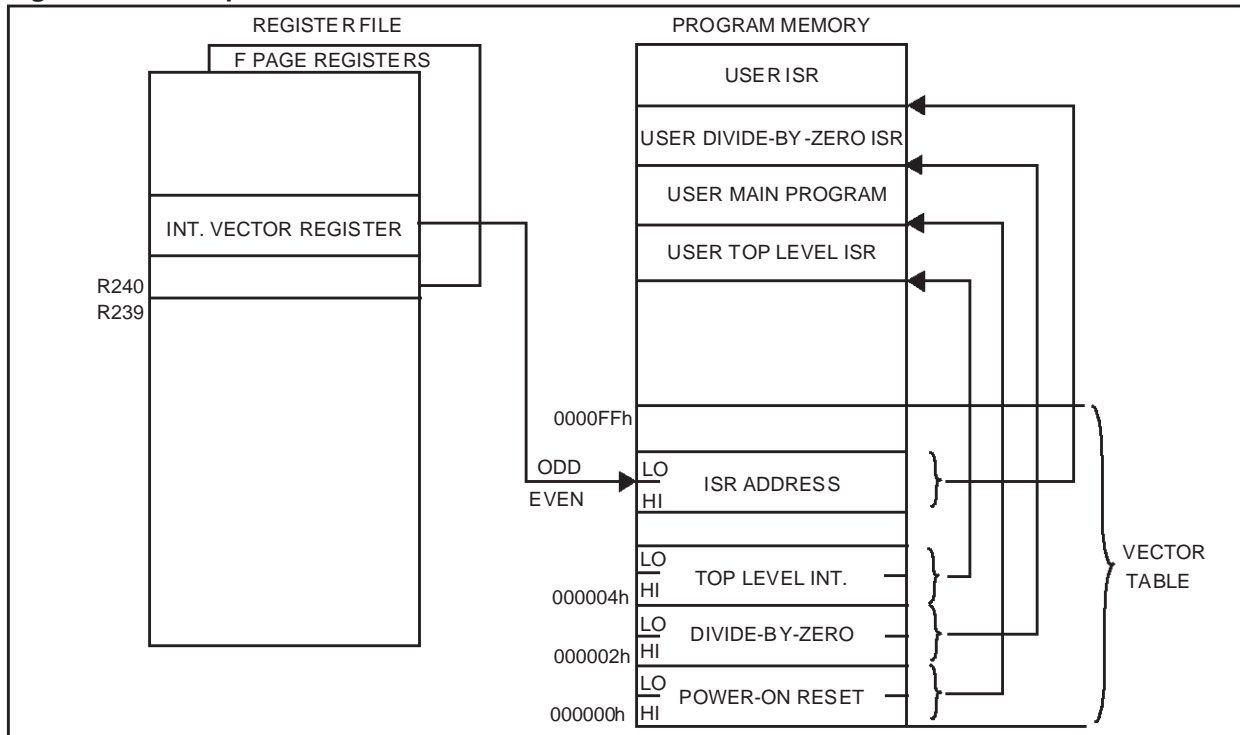 REGISTER FILE
F PAGE REGISTERS
INT. VECTOR REGISTER
R240
R239
PROGRAM MEMORY
USER ISR
USER DIVIDE-BY-ZERO ISR
USER MAIN PROGRAM
USER TOP LEVEL ISR
0000FFh
ODD
EVEN
LO
HI
ISR ADDRESS
LO
HI
TOP LEVEL INT.
000004h
LO
HI
DIVIDE-BY-ZERO
000002h
LO
HI
POWER-ON RESET
000000h
VECTOR
TABLE